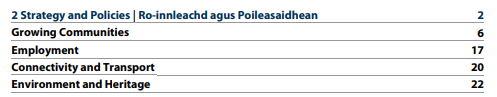 2 Strategy and Policies | Ro-innleachd agus Poileasaidhean 2
Growing Communities 6
Employment 17
Connectivity and Transport 20
Environment and Heritage 22